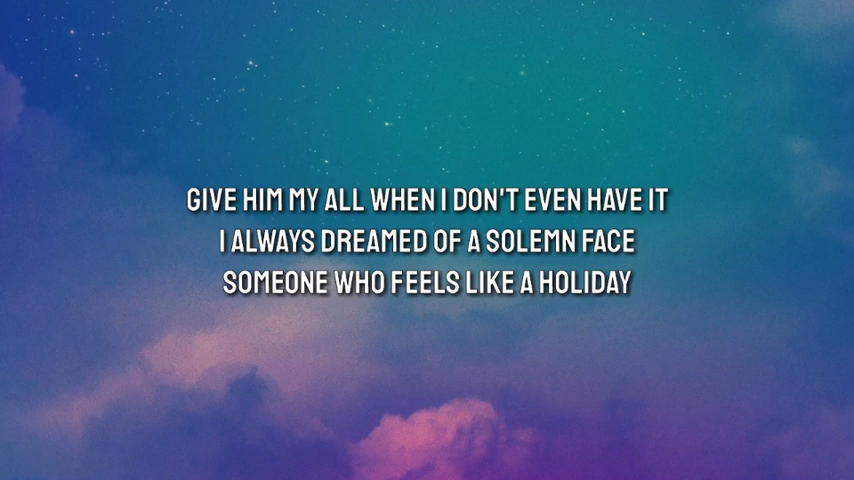 GIVE HIM MY ALL WHEN I DON'T EVEN HAVE IT
I ALWAYS DREAMED OF A SOLEMN FACE
SOMEONE WHO FEELS LIKE A HOLIDAY